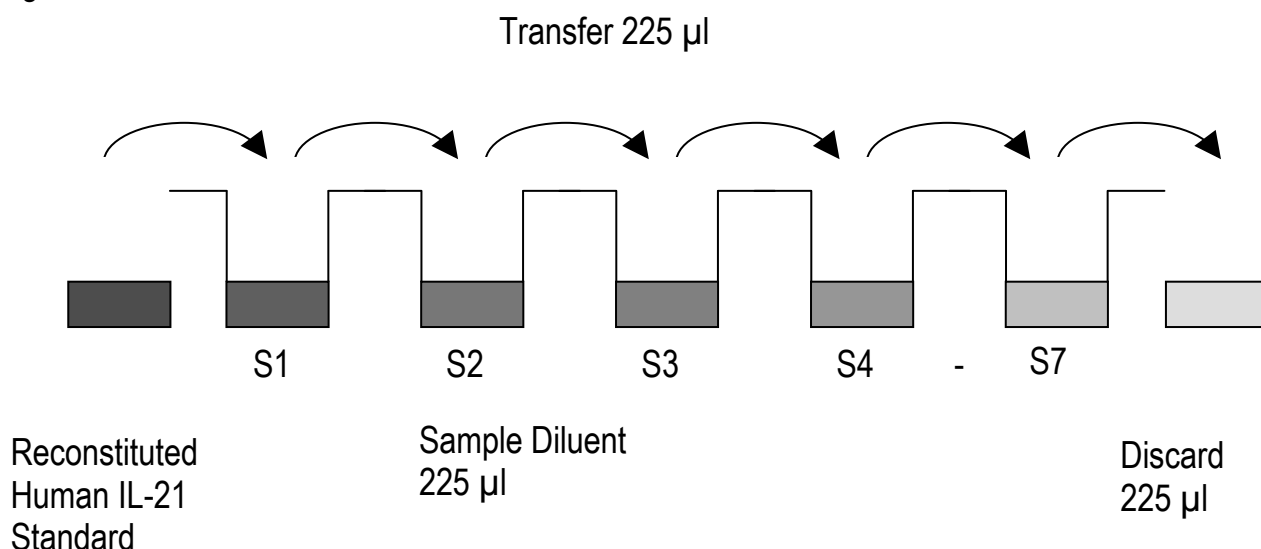 Transfer 225 µl
S1 S2 S3 S4 - S7
Reconstituted
Human IL-21
Standard
Sample Diluent
225 µl
Discard
225 µl